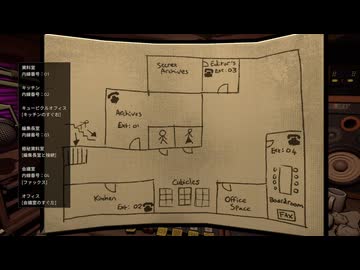 資料室
内線番号：01
キッチン
内線番号：02
キュービクルオフィス
[キッチンのすぐ右]
編集長室
内線番号：03
極秘資料室
[編集長室と接続]
会議室
内線番号：04
[ファックス]
オフィス
[会議室のすぐ左]
Secret
Archives
Editor's
Ext: 03
Archives
Ext: 01
Ext: 04
Kitchen
Ext: 02
Cubicles
Office
Space
Boardroom
FAX